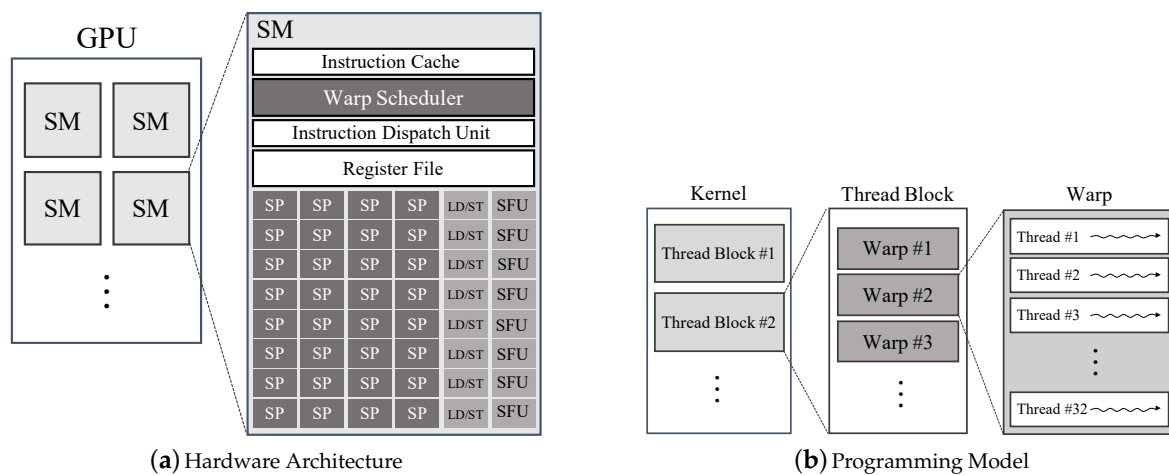 GPU
SM SM
SM SM
SM
Instruction Cache
Warp Scheduler
Instruction Dispatch Unit
Register File
SP SP SP SP LD/ST SFU
SP SP SP SP LD/ST SFU
SP SP SP SP LD/ST SFU
SP SP SP SP LD/ST SFU
SP SP SP SP LD/ST SFU
SP SP SP SP LD/ST SFU
SP SP SP SP LD/ST SFU
SP SP SP SP LD/ST SFU
(a) Hardware Architecture
Kernel
Thread Block #1
Thread Block #2
Thread Block
Warp #1
Warp #2
Warp #3
Warp
Thread #1
Thread #2
Thread #3
Thread #32
(b) Programming Model